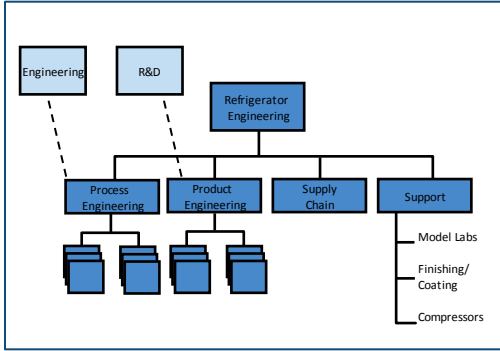 Engineering
R&D
Refrigerator
Engineering
Process
Engineering
Product
Engineering
Supply
Chain
Support
Model Labs
Finishing/
Coating
Compressors